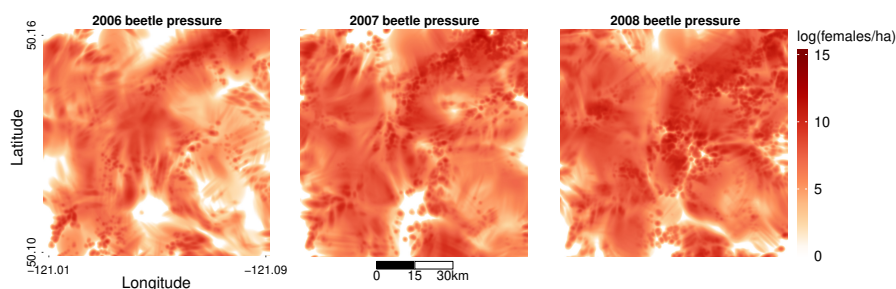 2006 beetle pressure
2007 beetle pressure
2008 beetle pressure
log(females/ha)
50.16
Latitude
50.10
15
10
5
0
−121.01
−121.09
Longitude
0
15
30km